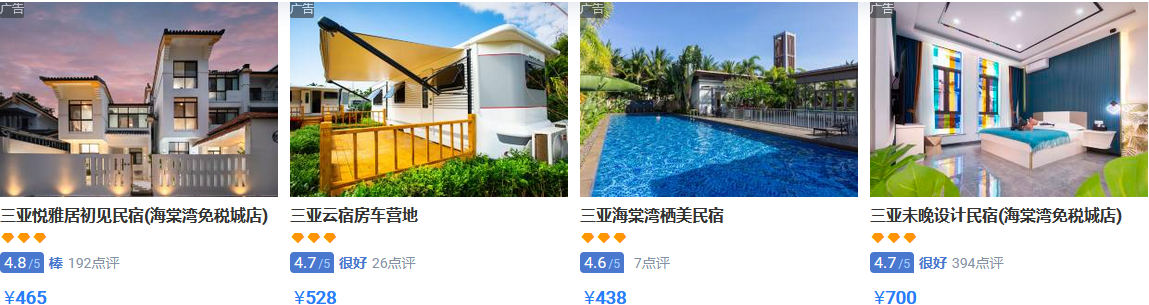 广告
广告
广告
广告
三亚悦雅居初见民宿(海棠湾免税城店)
4.8/5 棒 192点评
¥465
三亚云宿房车营地
4.7/5 很好 26点评
¥528
三亚海棠湾栖美民宿
4.6/5 7点评
¥438
三亚未晚设计民宿(海棠湾免税城店)
4.7/5 很好 394点评
¥700